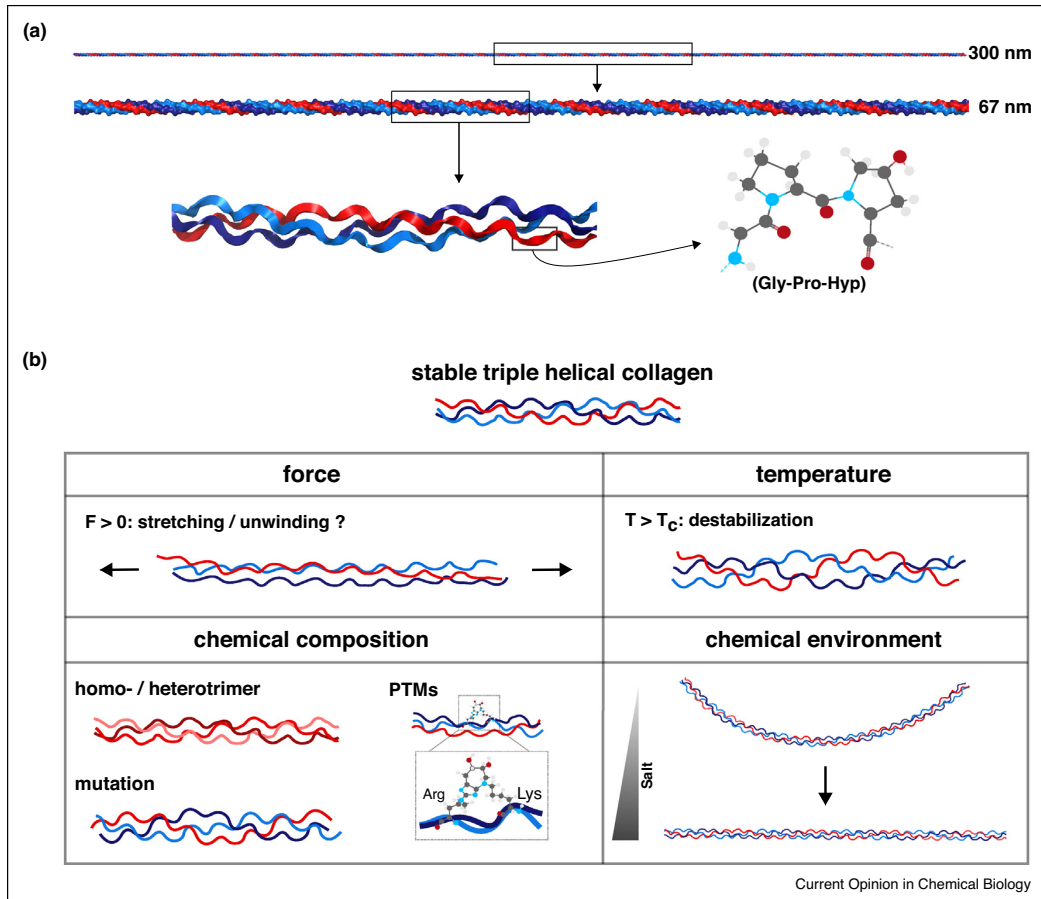 (a)
300 nm
67 nm
(Gly-Pro-Hyp)
(b)
stable triple helical collagen
force
temperature
F > 0: stretching / unwinding ?
T > Tc: destabilization
chemical composition
chemical environment
homo- / heterotrimer
PTMs
mutation
Arg
Lys
Salt
Current Opinion in Chemical Biology